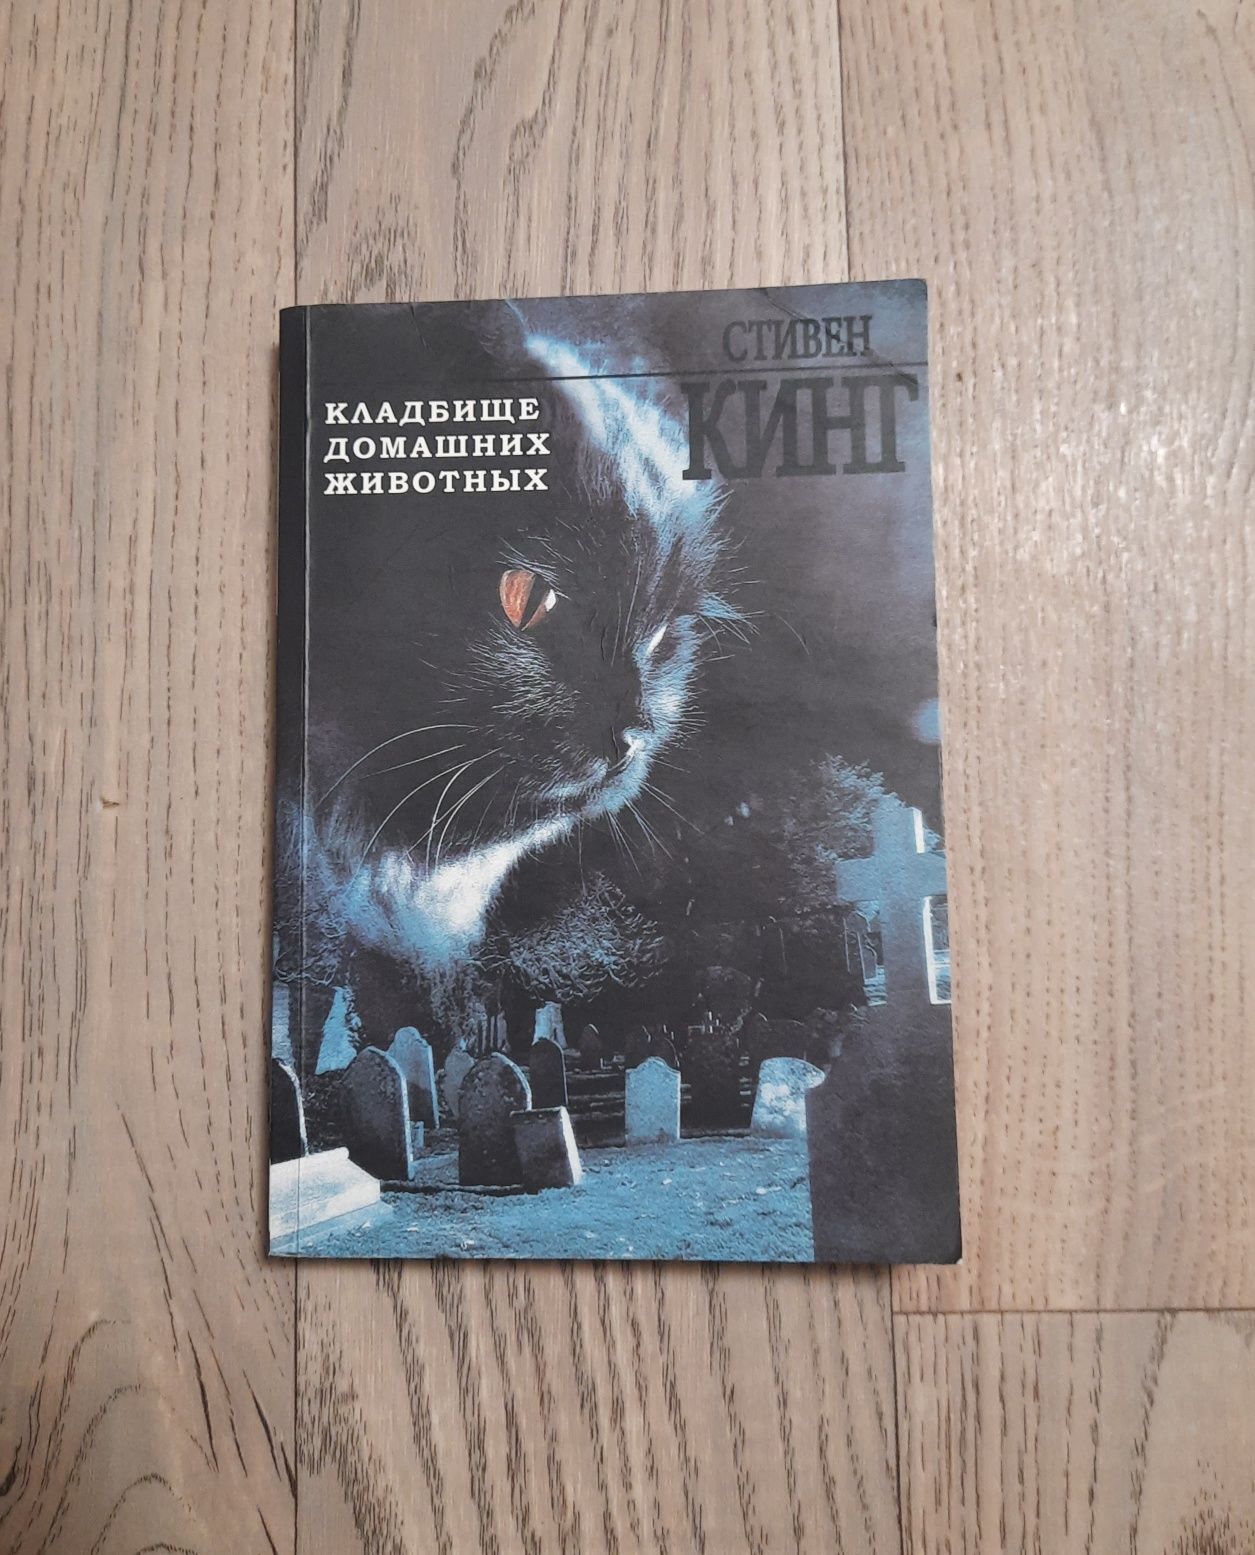 СТИВЕН
КИНГ
КЛАДБИЩЕ
ДОМАШНИХ
ЖИВОТНЫХ